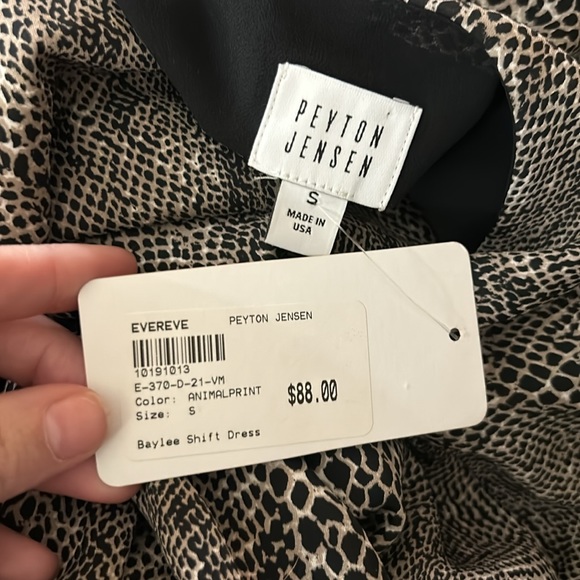 PEYTON
JENSEN
S
MADE IN
USA
EVEREVE PEYTON JENSEN
10191013
E-370-D-21-VM
Color: ANIMALPRINT $88.00
Size: S
Baylee Shift Dress